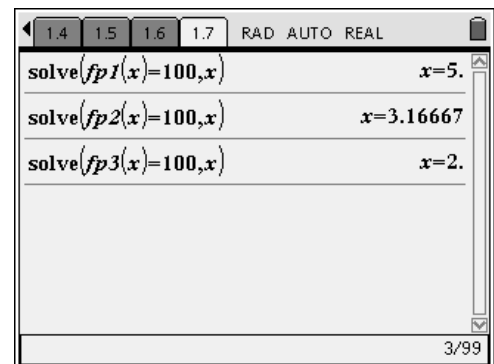 1.4 1.5 1.6 1.7 RAD AUTO REAL
solve(fp1(x)=100,x) x=5.
solve(fp2(x)=100,x) x=3.16667
solve(fp3(x)=100,x) x=2.
3/99